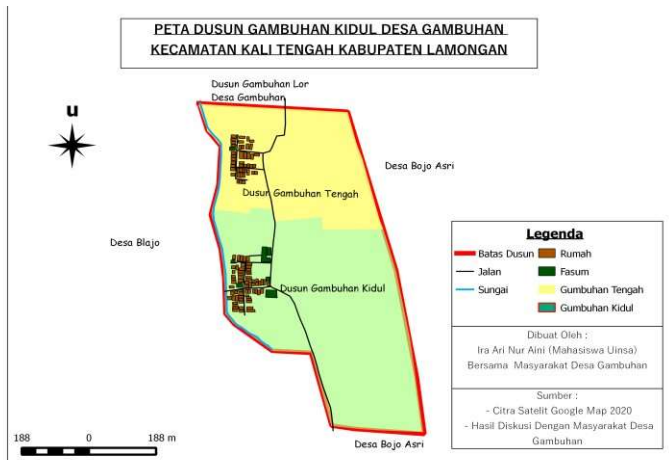 PETA DUSUN GAMBUHAN KIDUL DESA GAMBUHAN
KECAMATAN KALI TENGAH KABUPATEN LAMONGAN
Dusun Gambuhan Lor
Desa Gambuhan
u
Desa Bojo Asri
Dusun Gambuhan Tengah
Desa Blajo
Dusun Gambuhan Kidul
Desa Bojo Asri
188 0 188 m
Legenda
Batas Dusun
Jalan
Sungai
Rumah
Fasum
Gumbuhan Tengah
Gumbuhan Kidul
Dibuat Oleh :
Ira Ari Nur Aini (Mahasiswa Uinsa)
Bersama Masyarakat Desa Gambuhan
Sumber :
- Citra Satelit Google Map 2020
- Hasil Diskusi Dengan Masyarakat Desa
Gambuhan